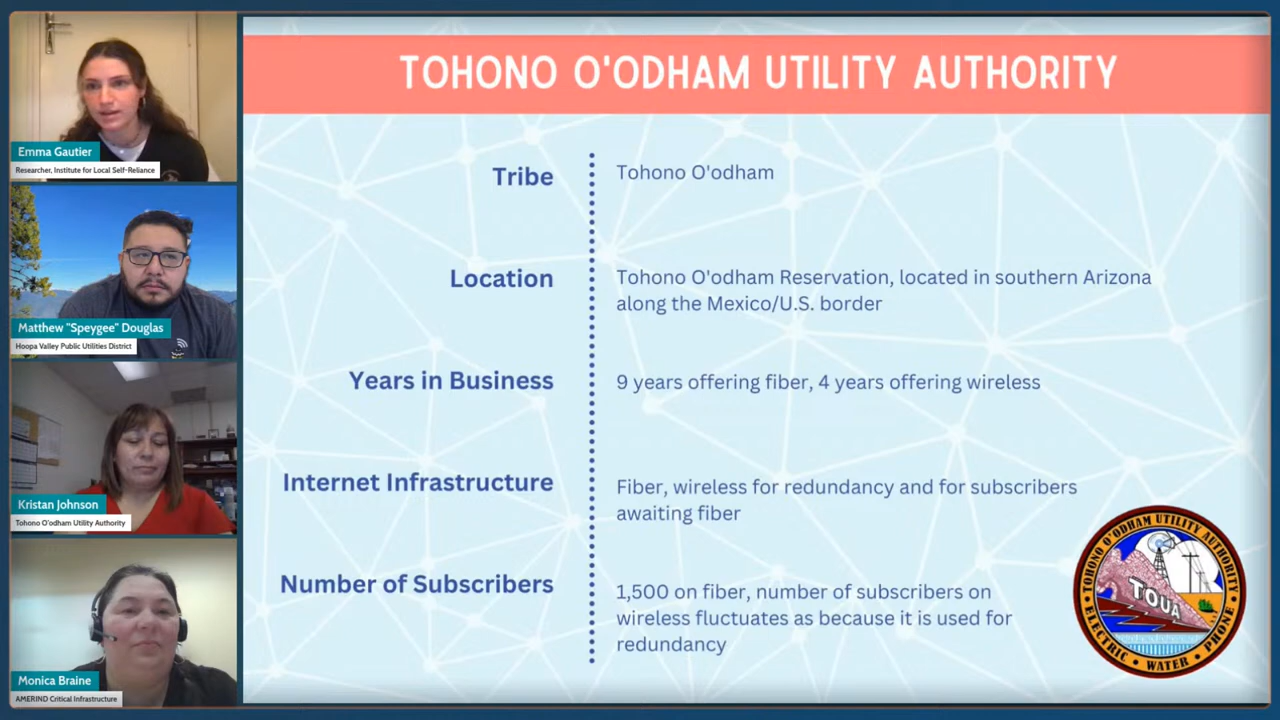 TOHONO O'ODHAM UTILITY AUTHORITY
Tribe
Tohono O'odham
Location
Tohono O'odham Reservation, located in southern Arizona
along the Mexico/U.S. border
Years in Business
9 years offering fiber, 4 years offering wireless
Internet Infrastructure
Fiber, wireless for redundancy and for subscribers
awaiting fiber
Number of Subscribers
1,500 on fiber, number of subscribers on
wireless fluctuates as because it is used for
redundancy
TOHONO O'ODHAM UTILITY AUTHORITY
TOUA
ELECTRIC • WATER • PHONE
Emma Gautier
Researcher, Institute for Local Self-Reliance
Matthew "Speygee" Douglas
Hoopa Valley Public Utilities District
Kristan Johnson
Tohono O'odham Utility Authority
Monica Braine
AMERIND Critical Infrastructure